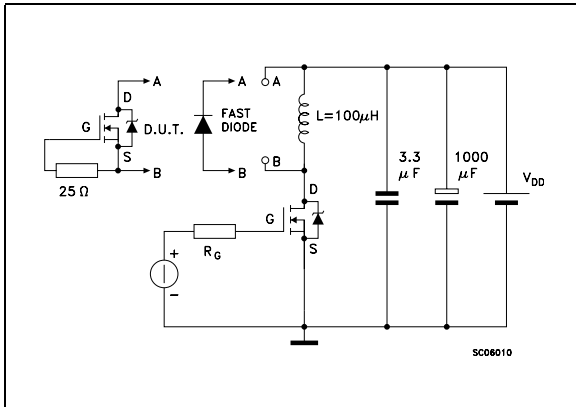 A A A
D
G D.U.T. FAST
DIODE
L=100μH
S
B B B
25 Ω
3.3
μF
1000
μF
VDD
D
G
S
RG
+
-
SC06010